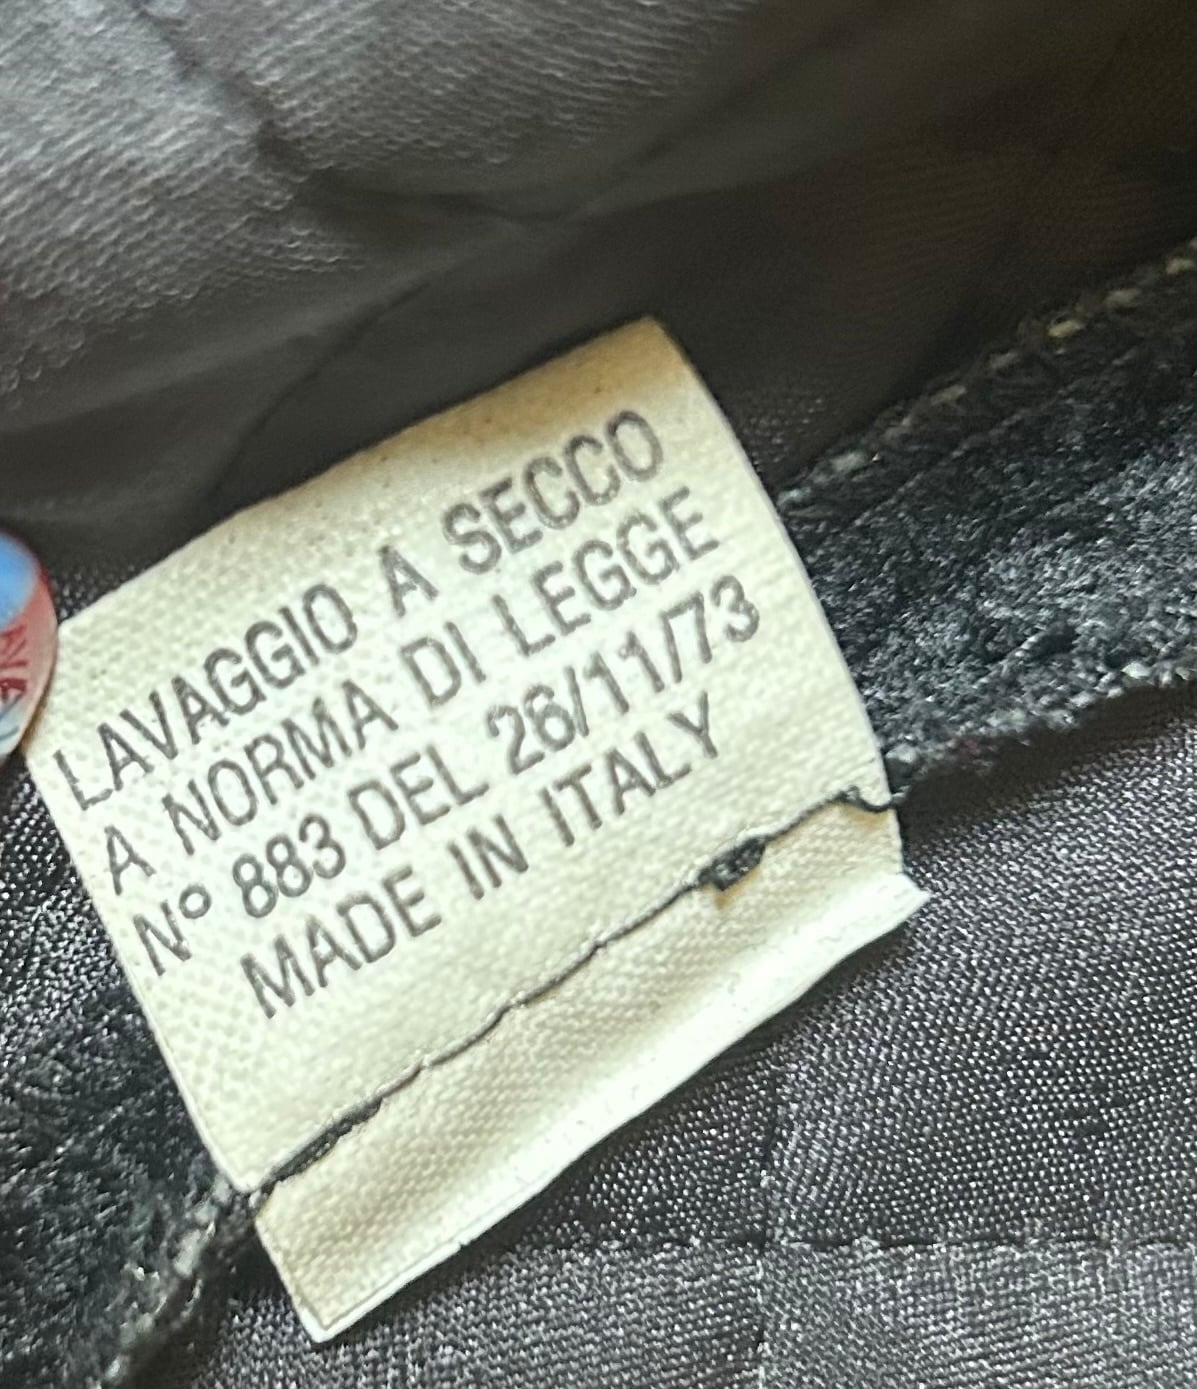 LAVAGGIO A SECCO
A NORMA DI LEGGE
N° 883 DEL 26/11/73
MADE IN ITALY